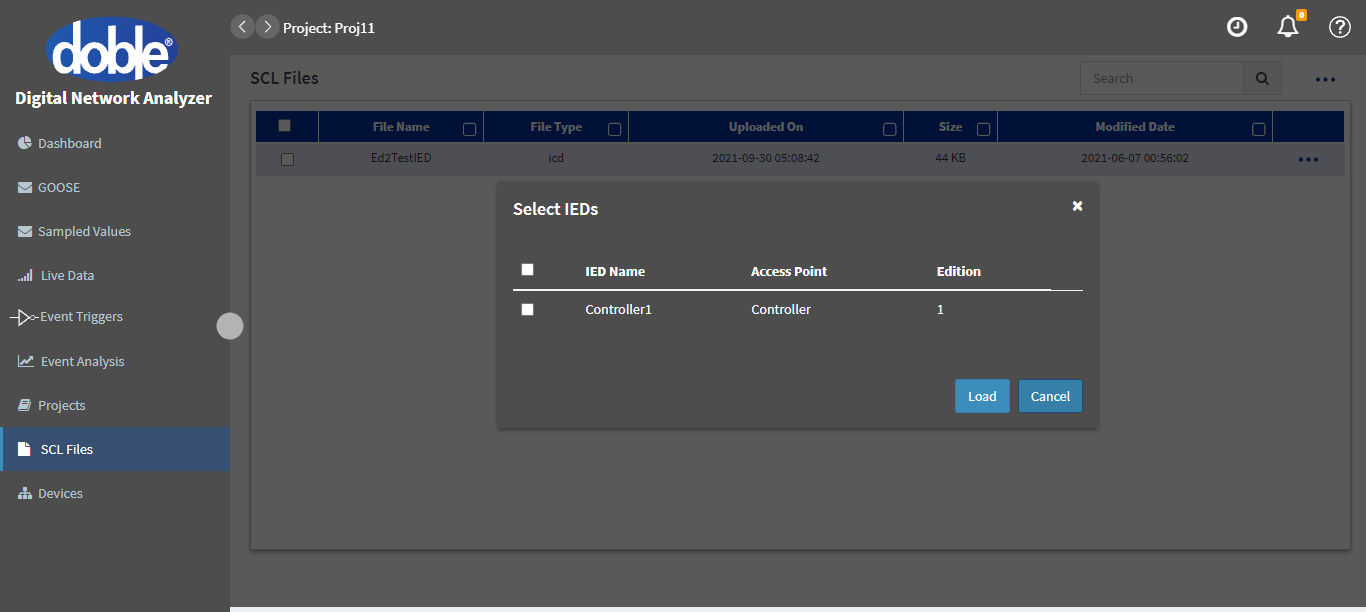 doble®
Digital Network Analyzer
Dashboard
GOOSE
Sampled Values
Live Data
Event Triggers
Event Analysis
Projects
SCL Files
Devices
Project: Proj11
0
SCL Files
Search
File Name File Type Uploaded On Size Modified Date
Ed2TestIED icd 2021-09-30 05:08:42 44 KB 2021-06-07 00:56:02
Select IEDs
IED Name Access Point Edition
Controller1 Controller 1
Load Cancel